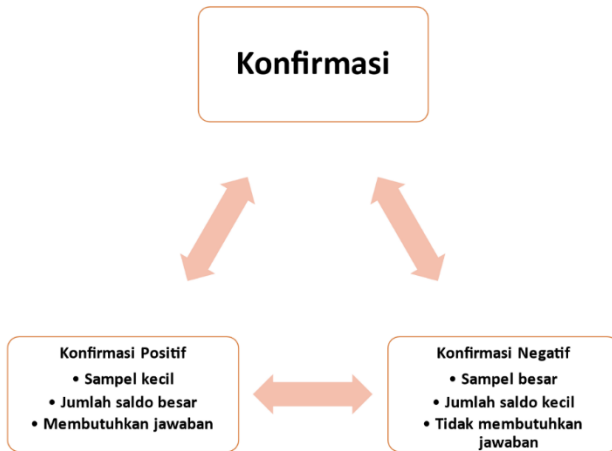 Konfirmasi
Konfirmasi Positif
• Sampel kecil
• Jumlah saldo besar
• Membutuhkan jawaban
Konfirmasi Negatif
• Sampel besar
• Jumlah saldo kecil
• Tidak membutuhkan
jawaban